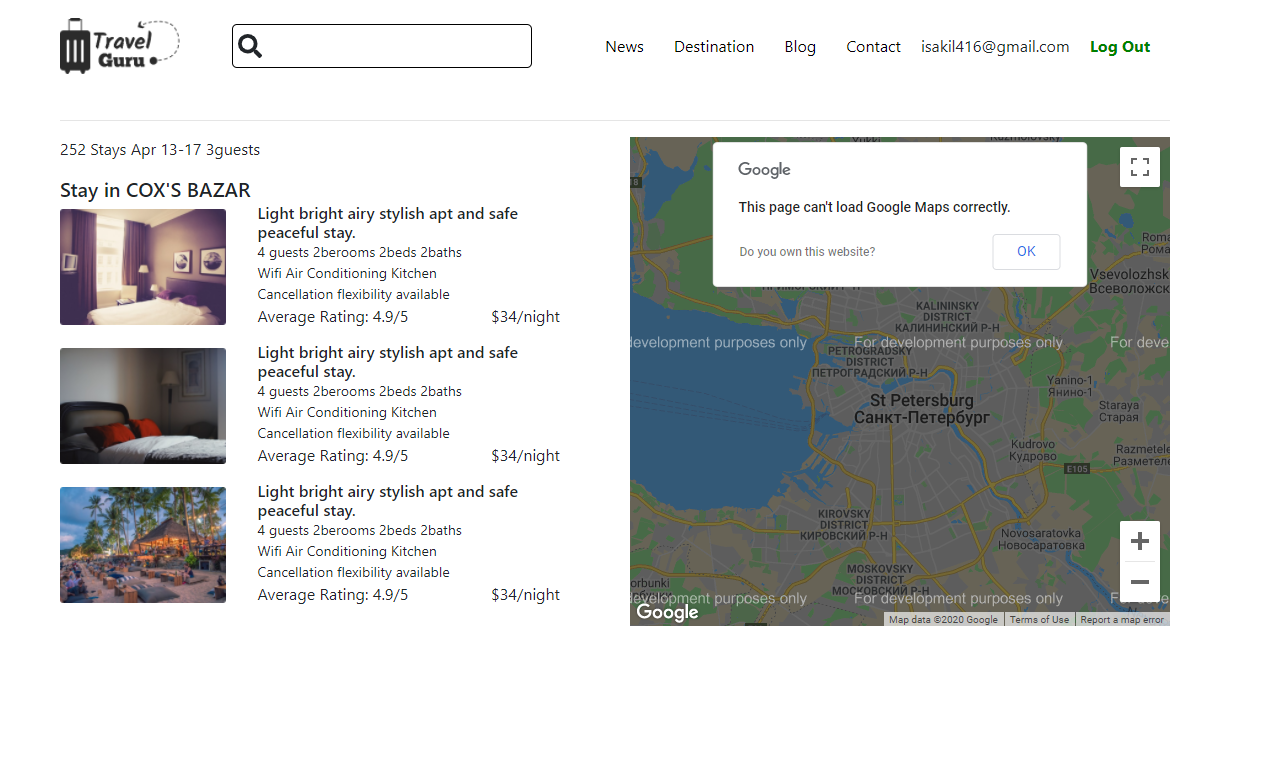 Travel
Guru
News
Destination
Blog
Contact
isakil416@gmail.com
Log Out
252 Stays Apr 13-17 3guests
Stay in COX'S BAZAR
Light bright airy stylish apt and safe
peaceful stay.
4 guests 2berooms 2beds 2baths
Wifi Air Conditioning Kitchen
Cancellation flexibility available
Average Rating: 4.9/5
$34/night
Light bright airy stylish apt and safe
peaceful stay.
4 guests 2berooms 2beds 2baths
Wifi Air Conditioning Kitchen
Cancellation flexibility available
Average Rating: 4.9/5
$34/night
Light bright airy stylish apt and safe
peaceful stay.
4 guests 2berooms 2beds 2baths
Wifi Air Conditioning Kitchen
Cancellation flexibility available
Average Rating: 4.9/5
$34/night
Google
This page can't load Google Maps correctly.
Do you own this website?
OK
Vsevolozhsk
Всеволожск
KALININSKY
DISTRICT
КАЛИНИНСКИЙ Р-Н
development purposes only
For development purposes only
For deve
PETROGRADSKY
DISTRICT
ПЕТРОГРАДСКИЙ Р-Н
Yanino-1
Янино-1
St Petersburg
Санкт-Петербург
Staraya
Старая
Kudrovo
Кудрово
Razmetele
Разметеле
E105
KIROVSKY
DISTRICT
КИРОВСКИЙ Р-Н
Novosaratovka
Новосаратовка
MOSKOVSKY
DISTRICT
МОСКОВСКИЙ Р-Н
development purposes only
For development purposes only
Google
Map data ©2020 Google
Terms of Use
Report a map error